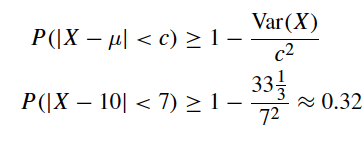 P(|X − μ| < c) ≥ 1 − Var(X)/c²
P(|X − 10| < 7) ≥ 1 − 33⅓/7² ≈ 0.32